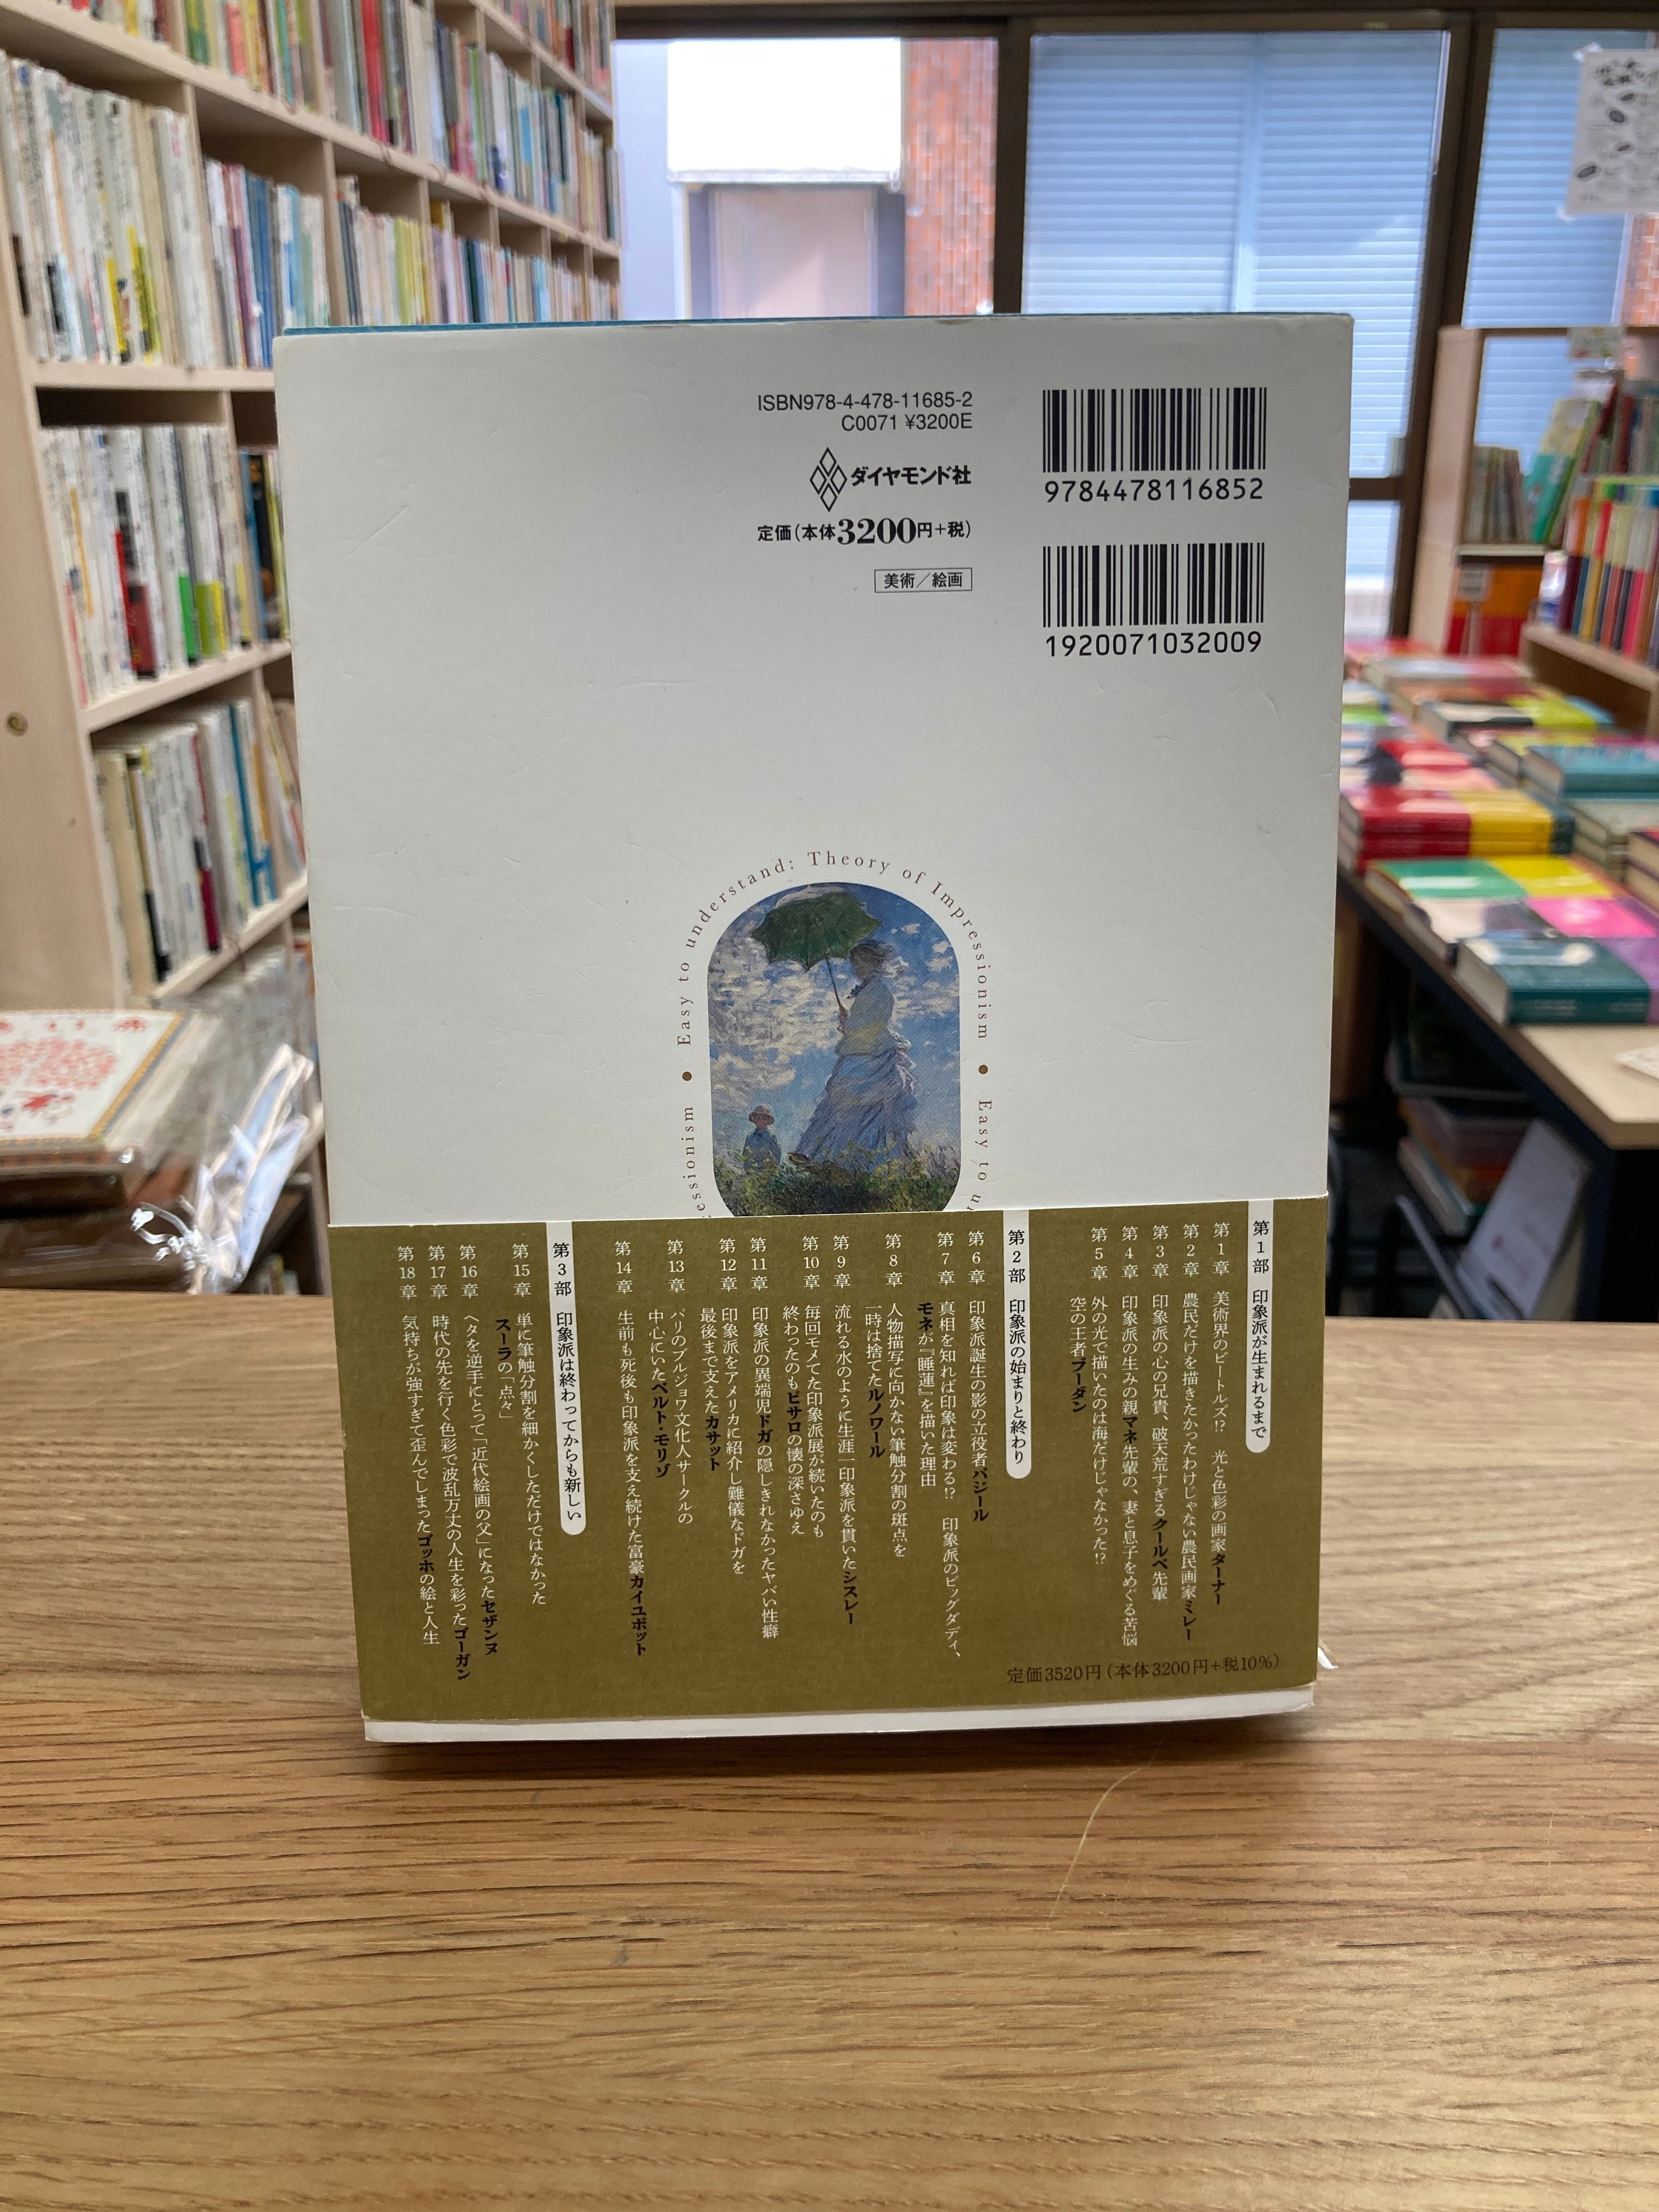 ISBN978-4-478-11685-2
C0071 ¥3200E
ダイヤモンド社
定価(本体3200円+税)
美術/絵画
9784478116852
1920071032009
Easy to understand: Theory of Impressionism ● Easy to u
essionism ●
第1部 印象派が生まれるまで
第1章 美術界のビートルズ!? 光と色彩の画家ターナー
第2章 農民だけを描きたかったわけじゃない農民画家ミレー
第3章 印象派の心の兄貴、破天荒すぎるクールベ先輩
第4章 印象派の生みの親マネ先輩の、妻と息子をめぐる苦悩
第5章 外の光で描いたのは海だけじゃなかった!?
空の王者ブーダン
第2部 印象派の始まりと終わり
第6章 印象派誕生の影の立役者バジール
第7章 真相を知れば印象は変わる!? 印象派のビッグダディ、
モネが『睡蓮』を描いた理由
第8章 人物描写に向かない筆触分割の斑点を
一時は捨てたルノワール
第9章 流れる水のように生涯一印象派を貫いたシスレー
第10章 毎回モメてた印象派展が続いたのも
終わったのもピサロの懐の深さゆえ
第11章 印象派の異端児ドガの隠しきれなかったヤバい性癖
第12章 印象派をアメリカに紹介し難儀なドガを
最後まで支えたカサット
第13章 パリのブルジョワ文化人サークルの
中心にいたベルト・モリゾ
第14章 生前も死後も印象派を支え続けた富豪カイユボット
第3部 印象派は終わってからも新しい
第15章 単に筆触分割を細かくしただけではなかった
スーラの「点々」
第16章 ヘタを逆手にとって「近代絵画の父」になったセザンヌ
第17章 時代の先を行く色彩で波乱万丈の人生を彩ったゴーガン
第18章 気持ちが強すぎて歪んでしまったゴッホの絵と人生
定価3520円(本体3200円+税10%)